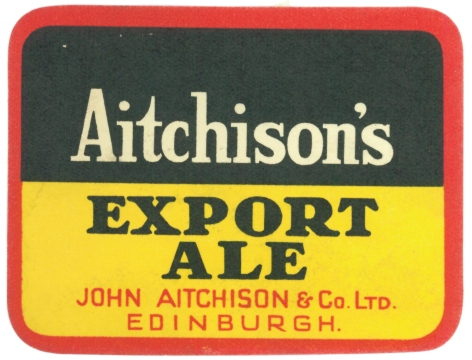 Aitchison's
EXPORT
ALE
JOHN AITCHISON & Co. LTD.
EDINBURGH.